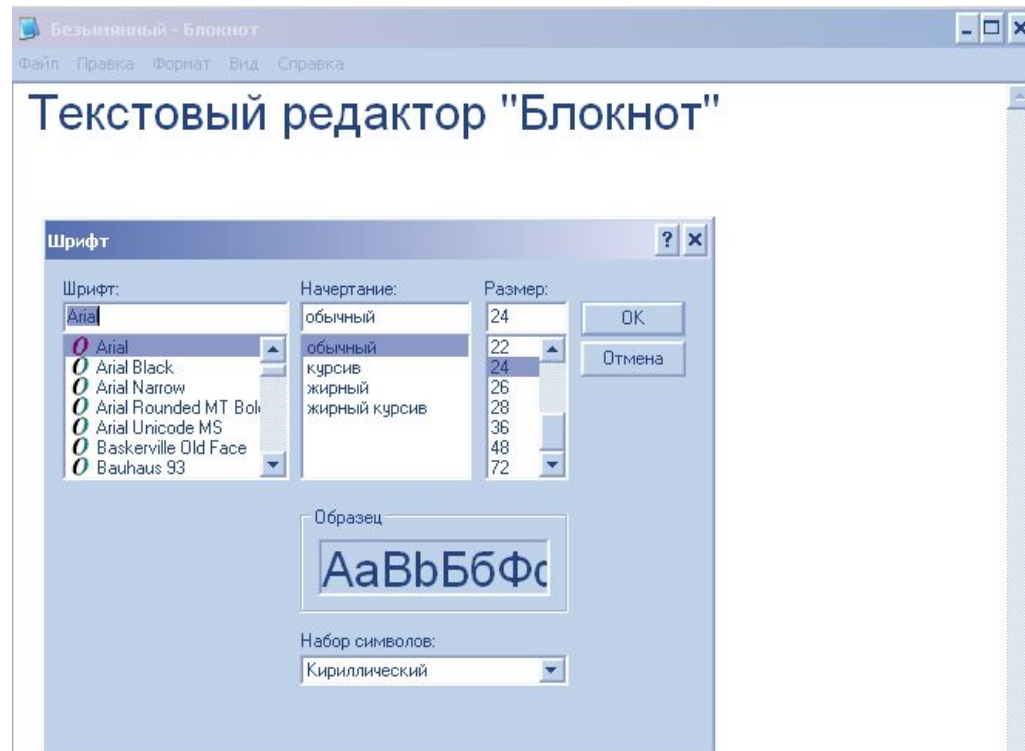 Безымянный - Блокнот
Файл Правка Формат Вид Справка
Текстовый редактор "Блокнот"
Шрифт
Шрифт:
Arial
Arial
Arial Black
Arial Narrow
Arial Rounded MT Bol
Arial Unicode MS
Baskerville Old Face
Bauhaus 93
Начертание:
обычный
обычный
курсив
жирный
жирный курсив
Размер:
24
22
24
26
28
36
48
72
OK
Отмена
Образец
AaBbБбФ
Набор символов:
Кириллический